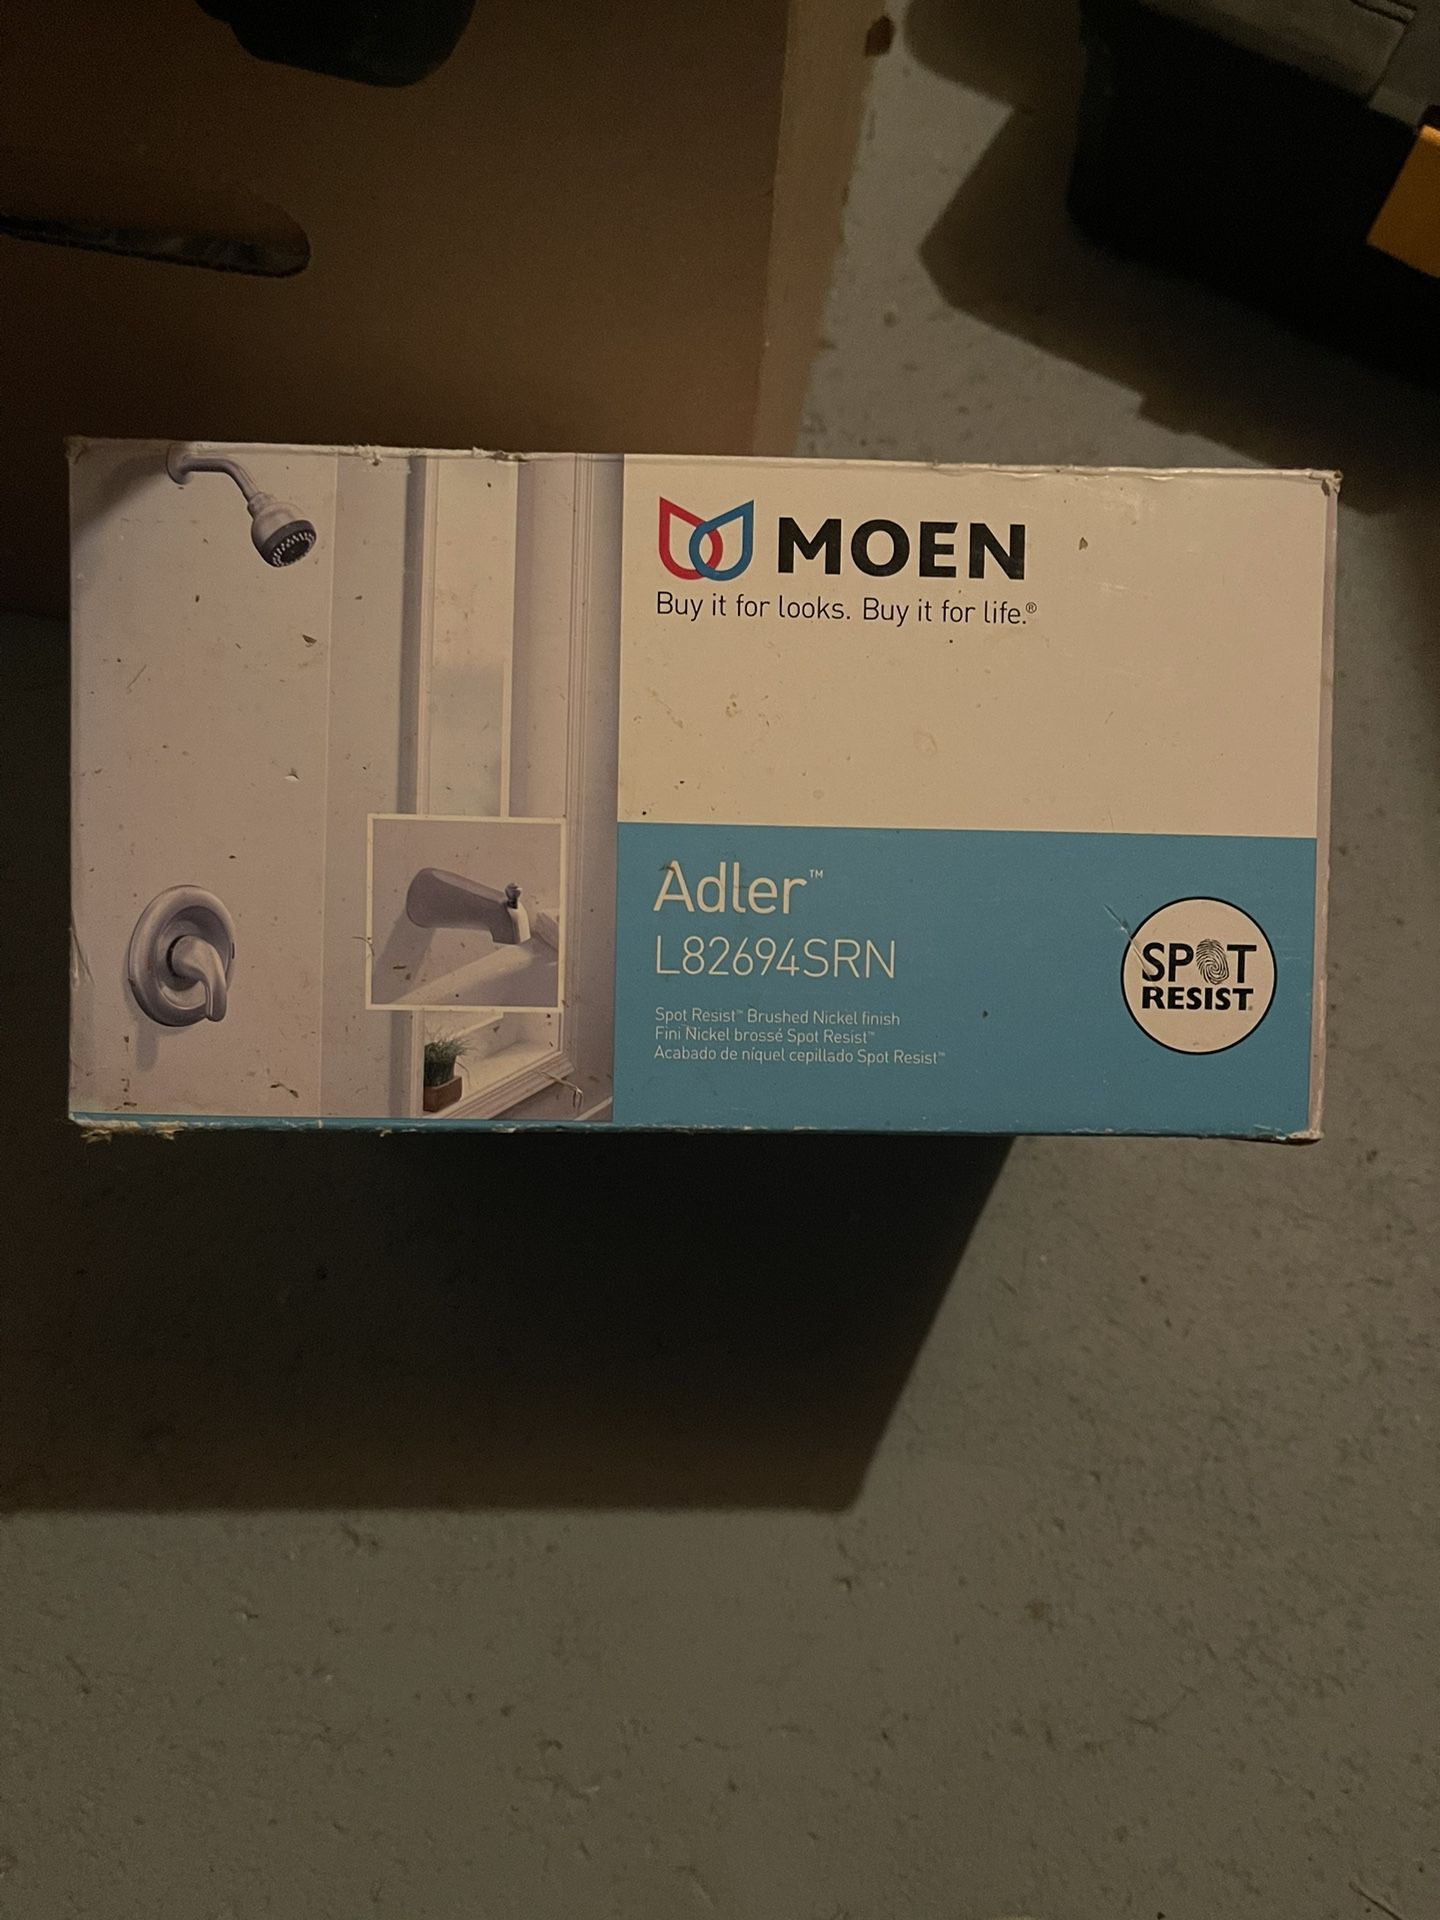 MOEN
Buy it for looks. Buy it for life.®
Adler™
L82694SRN
Spot Resist™ Brushed Nickel finish
Fini Nickel brossé Spot Resist™
Acabado de níquel cepillado Spot Resist™
SPOT
RESIST™